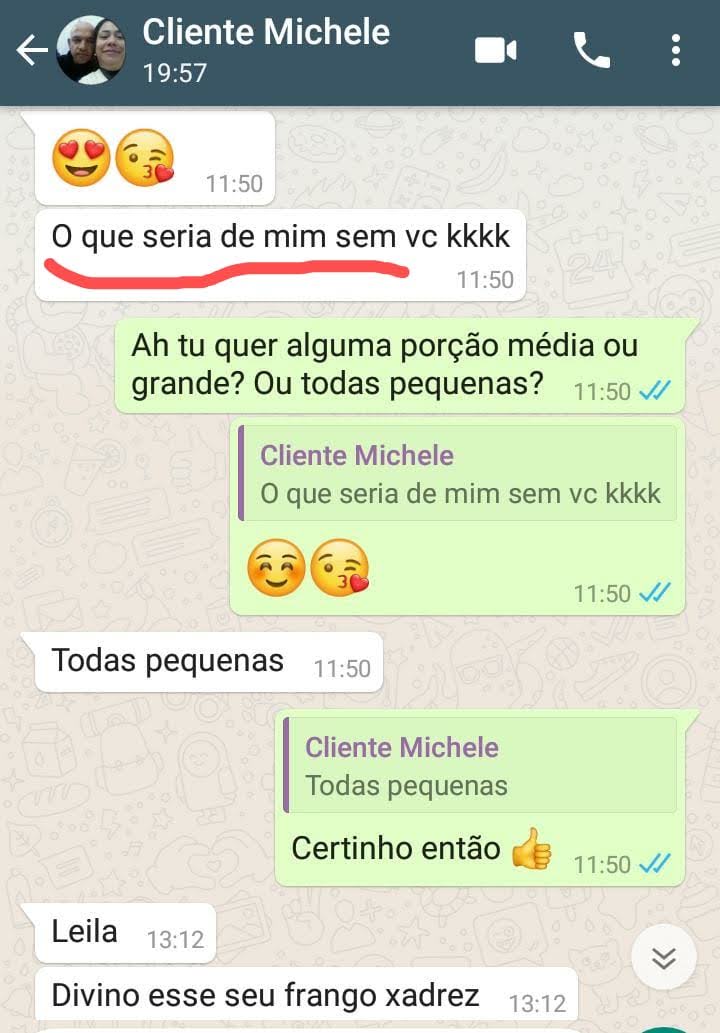 Cliente Michele
19:57
😍😘 11:50
O que seria de mim sem vc kkkk
11:50
Ah tu quer alguma porção média ou
grande? Ou todas pequenas? 11:50
Cliente Michele
O que seria de mim sem vc kkkk
☺️😘 11:50
Todas pequenas 11:50
Cliente Michele
Todas pequenas
Certinho então 👍 11:50
Leila 13:12
Divino esse seu frango xadrez 13:12